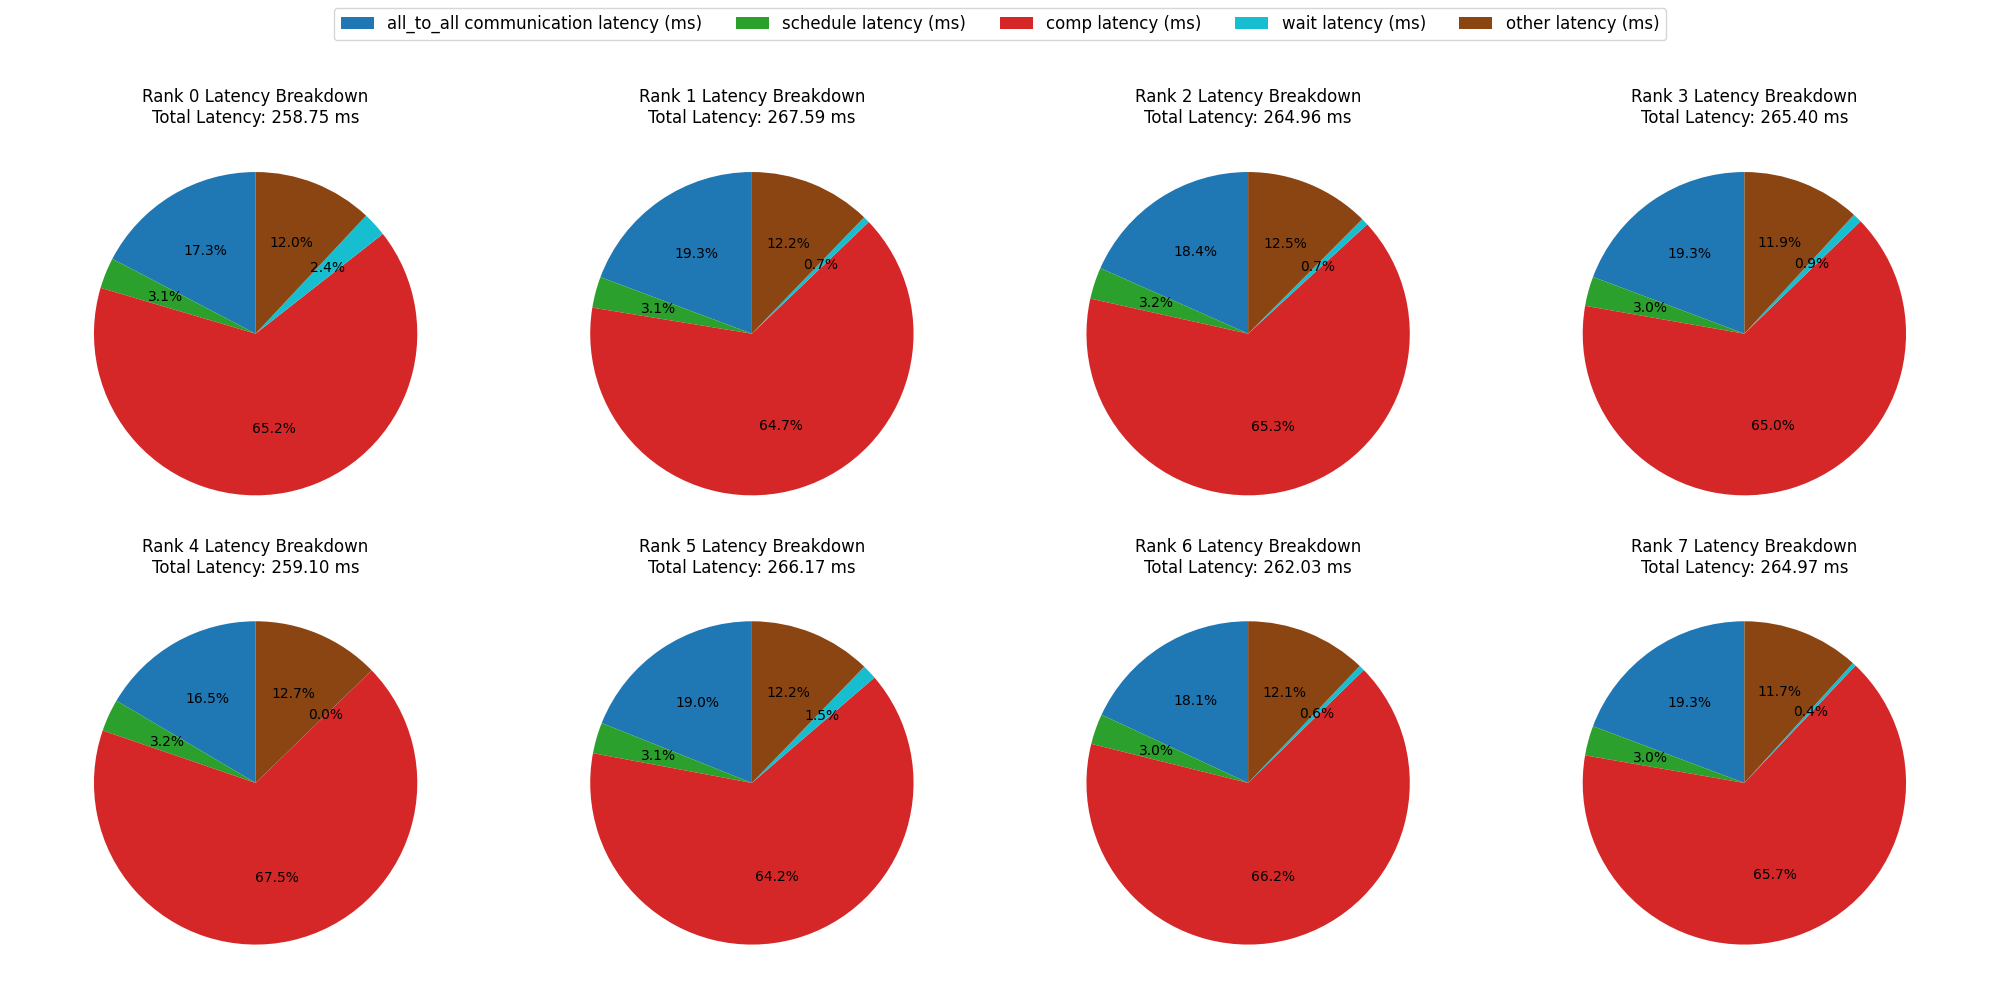 all_to_all communication latency (ms) schedule latency (ms) comp latency (ms) wait latency (ms) other latency (ms)
Rank 0 Latency Breakdown
Total Latency: 258.75 ms
17.3%
12.0%
2.4%
3.1%
65.2%
Rank 1 Latency Breakdown
Total Latency: 267.59 ms
19.3%
12.2%
0.7%
3.1%
64.7%
Rank 2 Latency Breakdown
Total Latency: 264.96 ms
18.4%
12.5%
0.7%
3.2%
65.3%
Rank 3 Latency Breakdown
Total Latency: 265.40 ms
19.3%
11.9%
0.9%
3.0%
65.0%
Rank 4 Latency Breakdown
Total Latency: 259.10 ms
16.5%
12.7%
0.0%
3.2%
67.5%
Rank 5 Latency Breakdown
Total Latency: 266.17 ms
19.0%
12.2%
1.5%
3.1%
64.2%
Rank 6 Latency Breakdown
Total Latency: 262.03 ms
18.1%
12.1%
0.6%
3.0%
66.2%
Rank 7 Latency Breakdown
Total Latency: 264.97 ms
19.3%
11.7%
0.4%
3.0%
65.7%